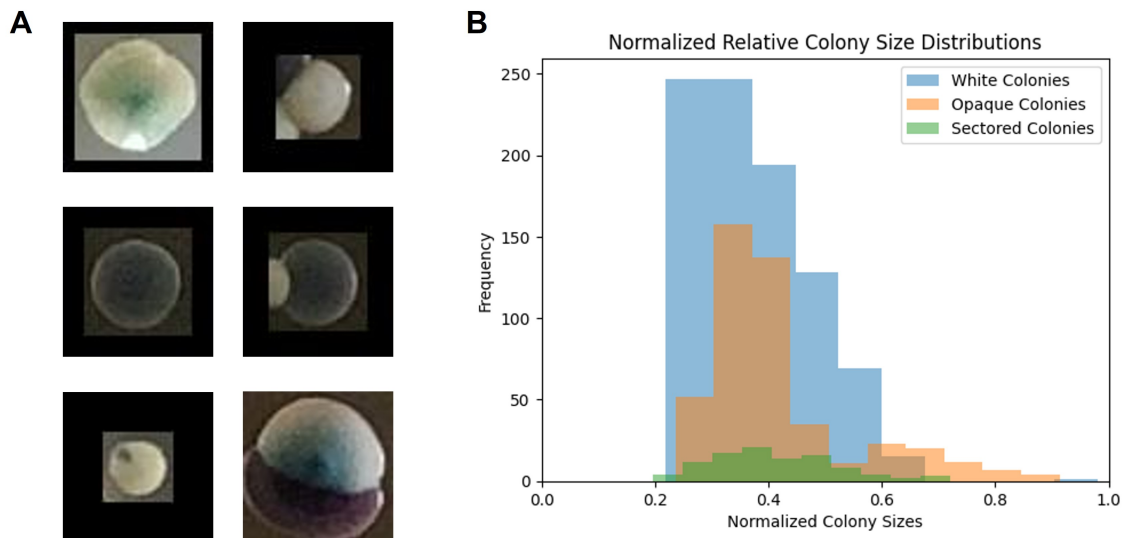 A
B
Normalized Relative Colony Size Distributions
White Colonies
Opaque Colonies
Sectored Colonies
Frequency
250
200
150
100
50
0
0.0 0.2 0.4 0.6 0.8 1.0
Normalized Colony Sizes